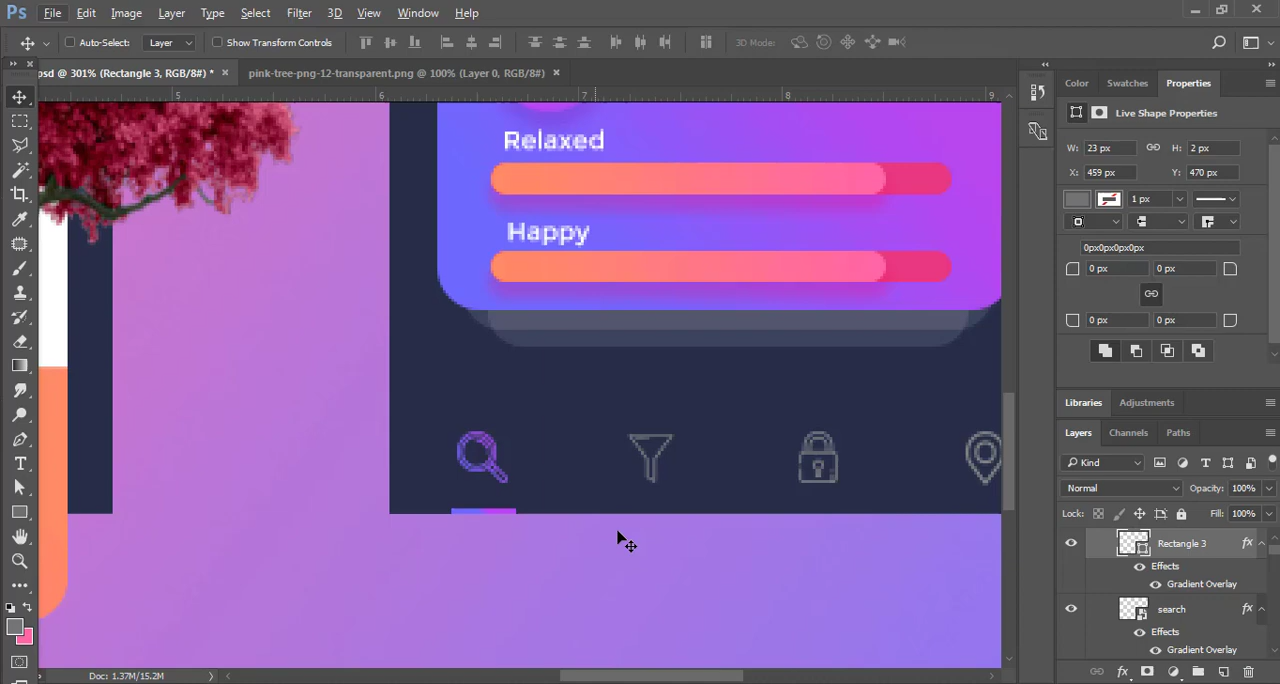 Ps File Edit Image Layer Type Select Filter 3D View Window Help
Auto-Select: Layer Show Transform Controls 3D Mode:
psd @ 301% (Rectangle 3, RGB/8#) * × pink-tree-png-12-transparent.png @ 100% (Layer 0, RGB/8#) ×
5 6 7 8 9
Relaxed
Happy
Color Swatches Properties
Live Shape Properties
W: 23 px H: 2 px
X: 459 px Y: 470 px
1 px
0px0px0px0px
0 px 0 px
0 px 0 px
Libraries Adjustments
Layers Channels Paths
Kind
Normal Opacity: 100%
Lock: Fill: 100%
Rectangle 3 fx
Effects
Gradient Overlay
search fx
Effects
Gradient Overlay
fx
Doc: 1.37M/15.2M